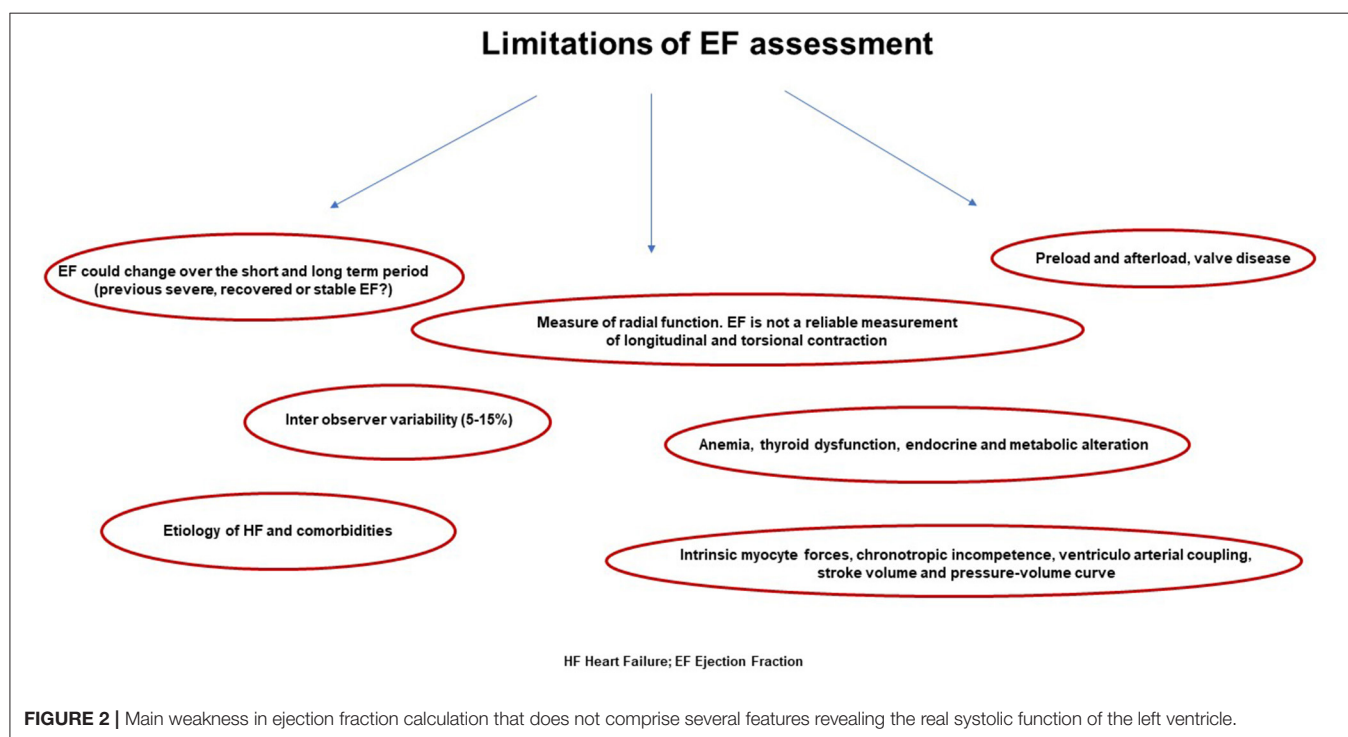 Limitations of EF assessment
EF could change over the short and long term period
(previous severe, recovered or stable EF?)
Preload and afterload, valve disease
Measure of radial function. EF is not a reliable measurement
of longitudinal and torsional contraction
Inter observer variability (5-15%)
Anemia, thyroid dysfunction, endocrine and metabolic alteration
Etiology of HF and comorbidities
Intrinsic myocyte forces, chronotropic incompetence, ventriculo arterial coupling,
stroke volume and pressure-volume curve
HF Heart Failure; EF Ejection Fraction
FIGURE 2 | Main weakness in ejection fraction calculation that does not comprise several features revealing the real systolic function of the left ventricle.